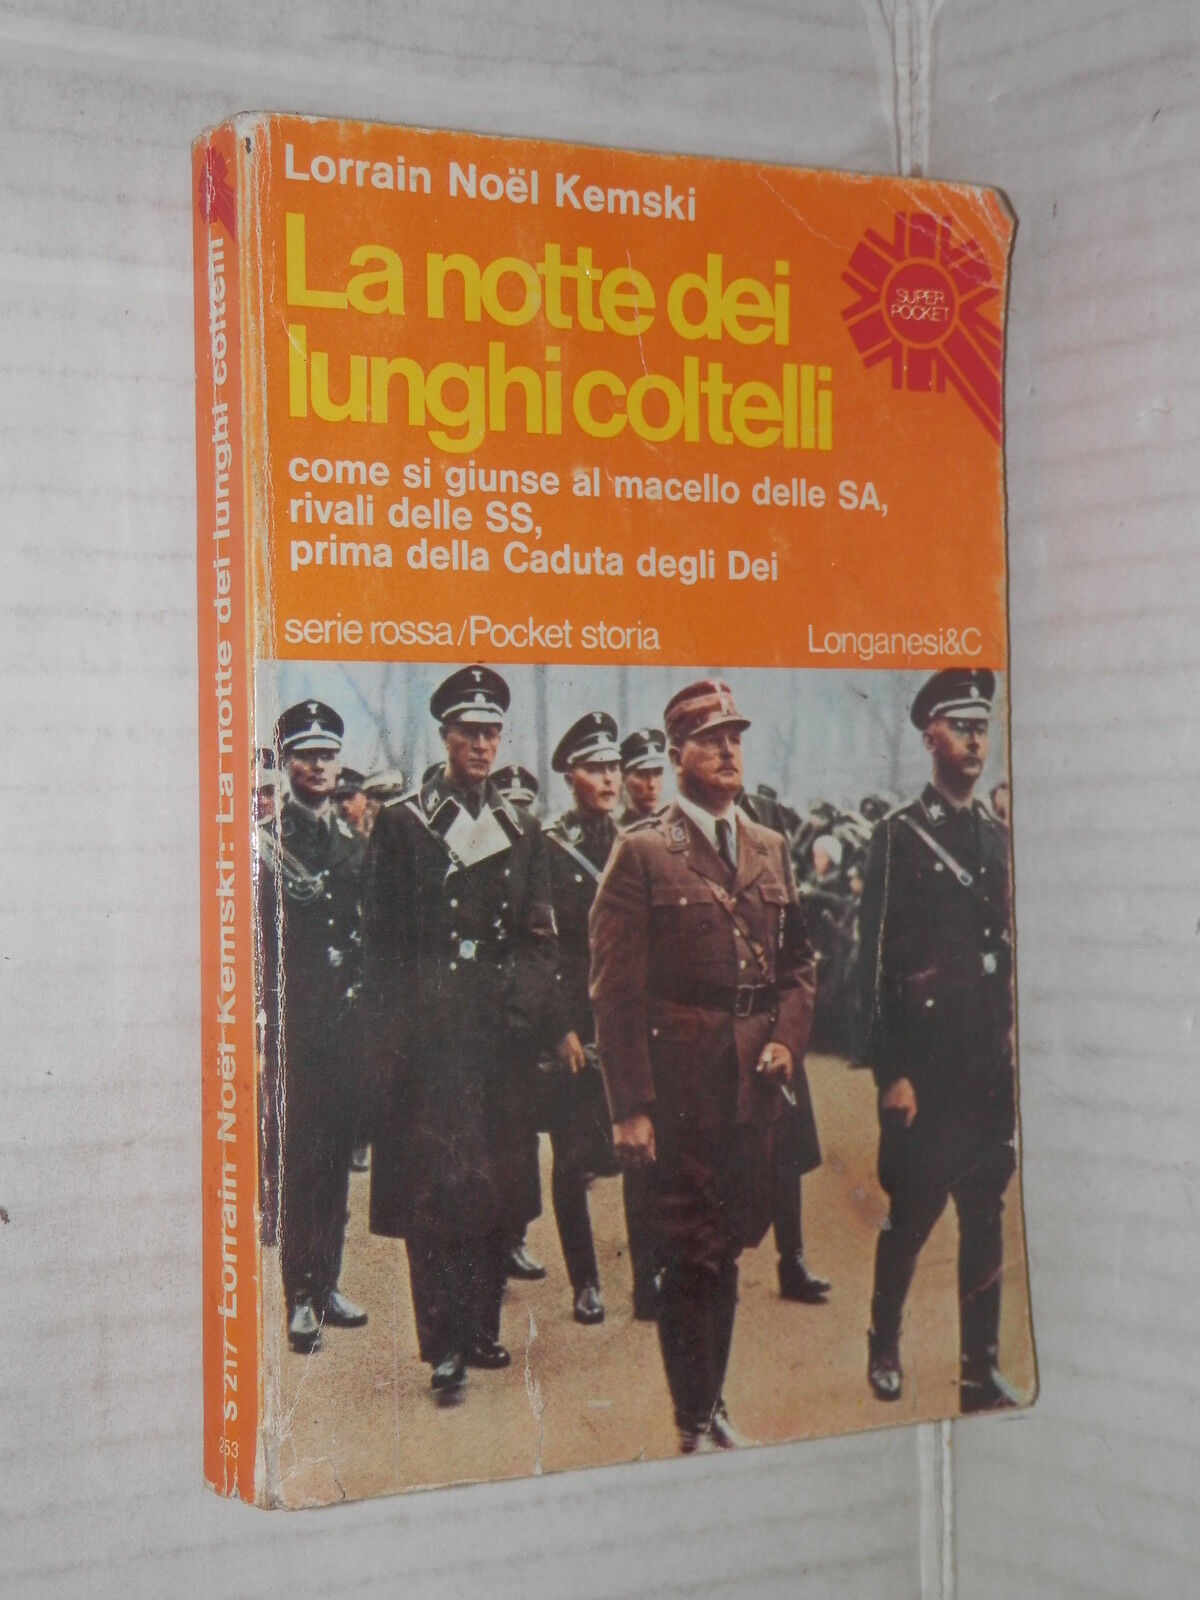 Lorrain Noël Kemski
La notte dei
lunghi coltelli
come si giunse al macello delle SA,
rivali delle SS,
prima della Caduta degli Dei
serie rossa/Pocket storia
Longanesi&C
SUPER
POCKET
S 217 Lorrain Noël Kemski: La notte dei lunghi coltelli
253